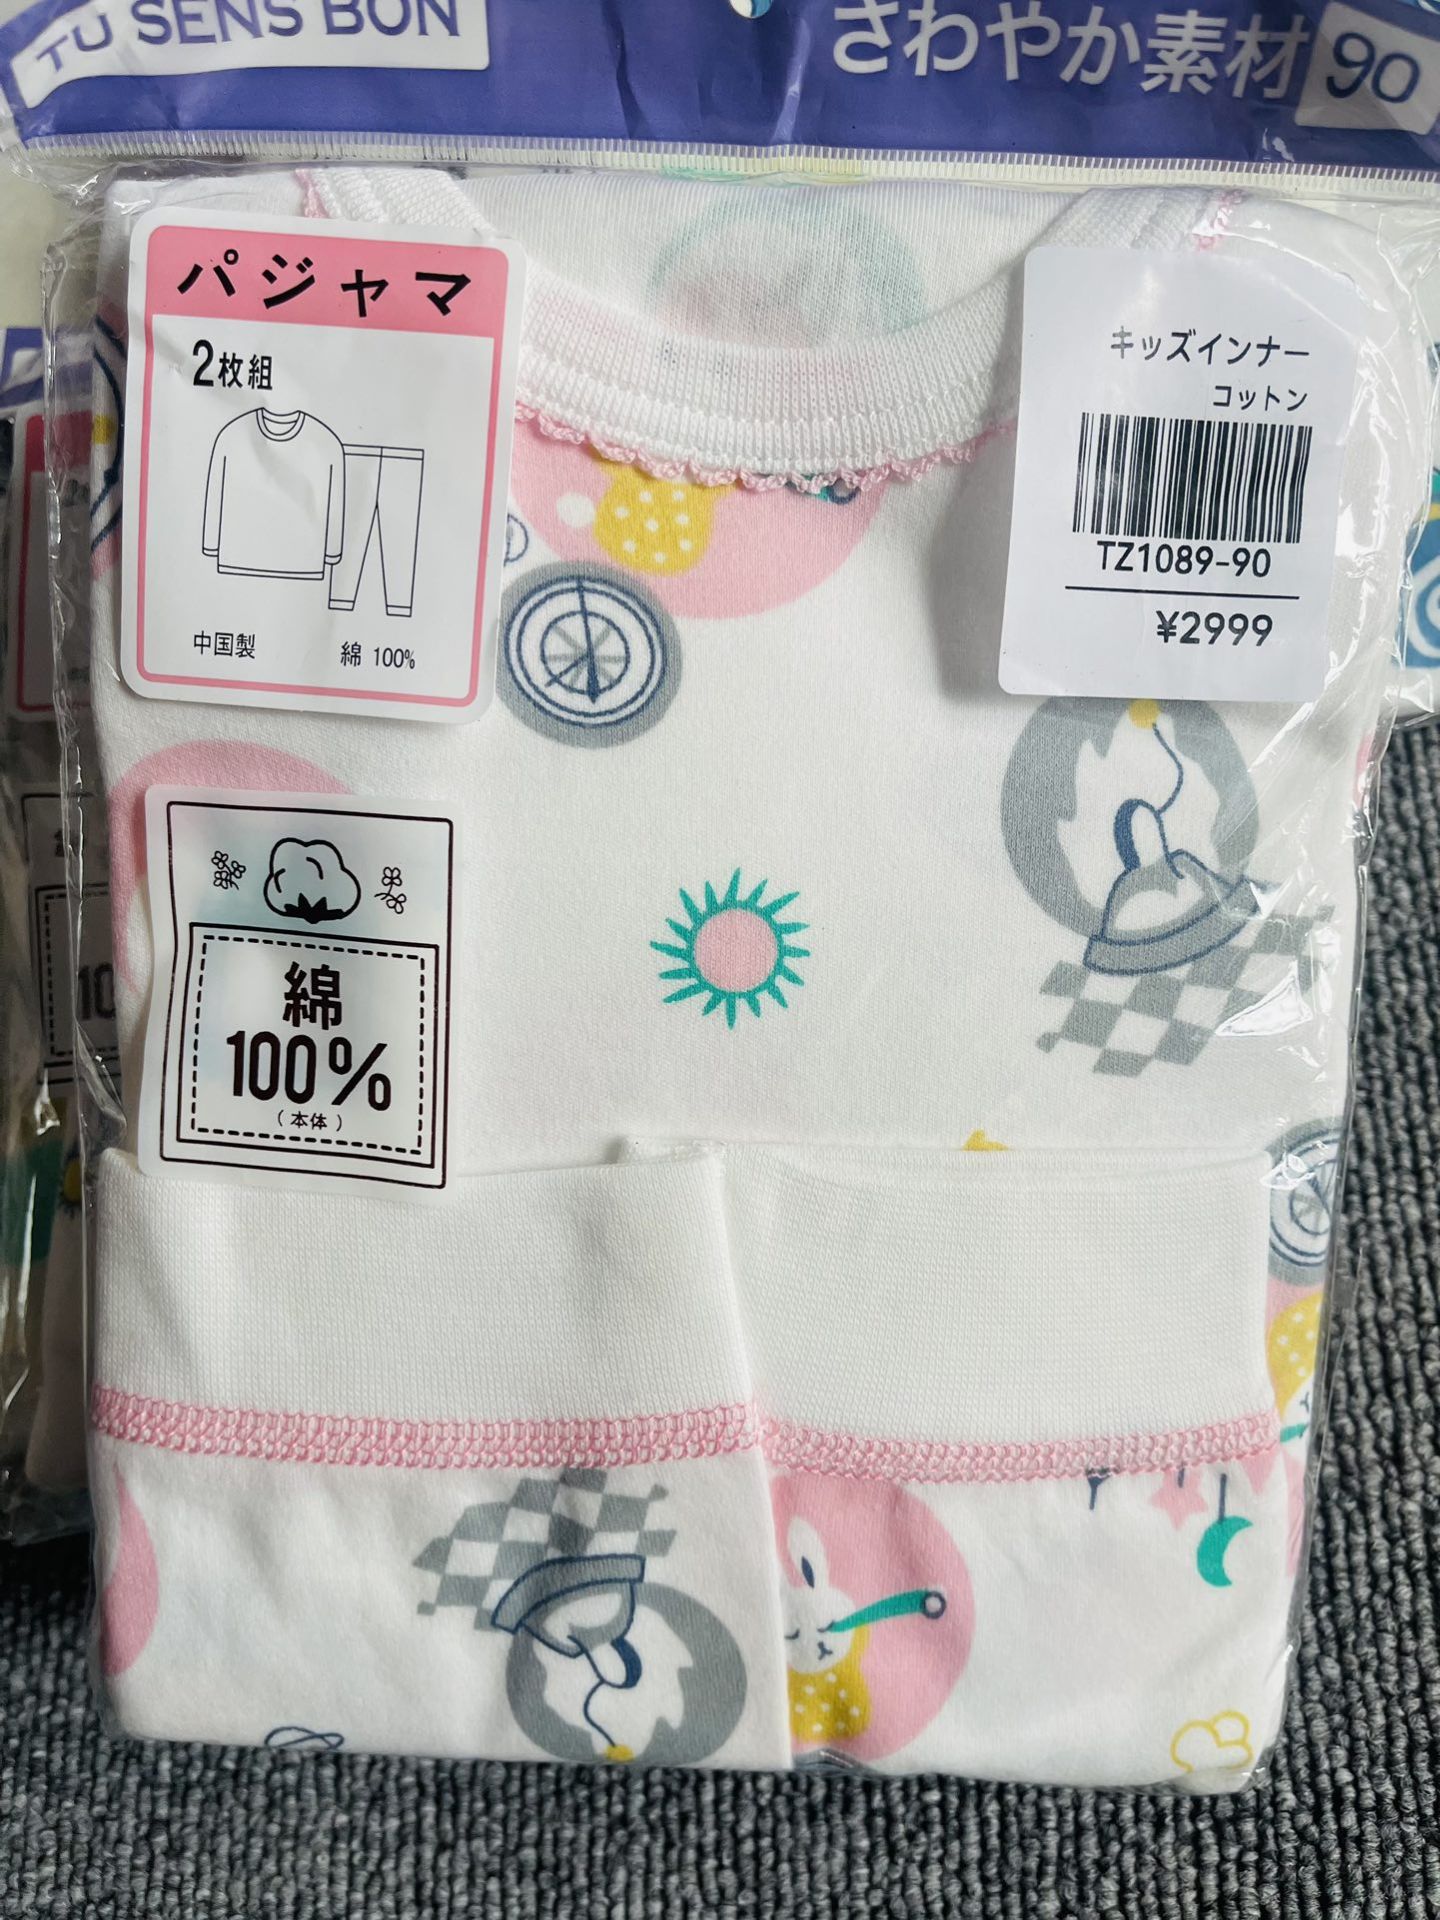 TU SENS BON
さわやか素材 90
パジャマ
2枚組
中国製
綿 100%
キッズインナー
コットン
TZ1089-90
¥2999
綿
100%
(本体)